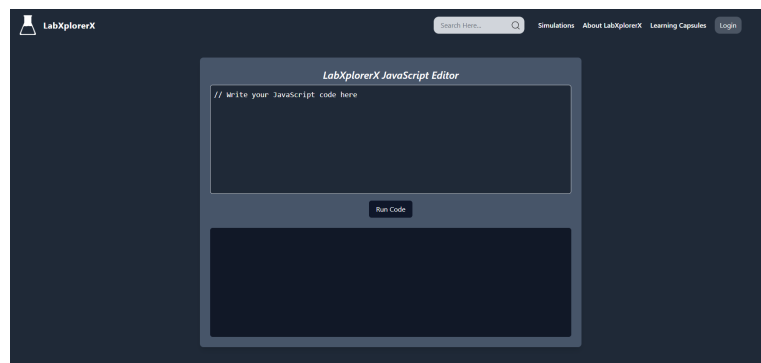 LabXplorerX
Search Here...
Simulations About LabXplorerX Learning Capsules Login
LabXplorerX JavaScript Editor
// Write your JavaScript code here
Run Code